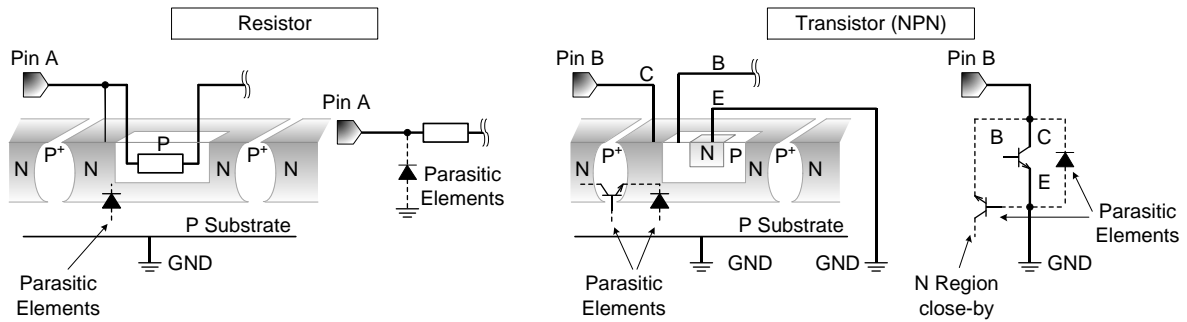 Resistor
Transistor (NPN)
Pin A
Pin B
Pin B
C
B
E
Pin A
N
P+
N
P
P+
N
N
N
P+
N
P
P+
N
N
B
C
E
Parasitic
Elements
P Substrate
GND
Parasitic
Elements
P Substrate
GND
GND
Parasitic
Elements
Parasitic
Elements
GND
N Region
close-by